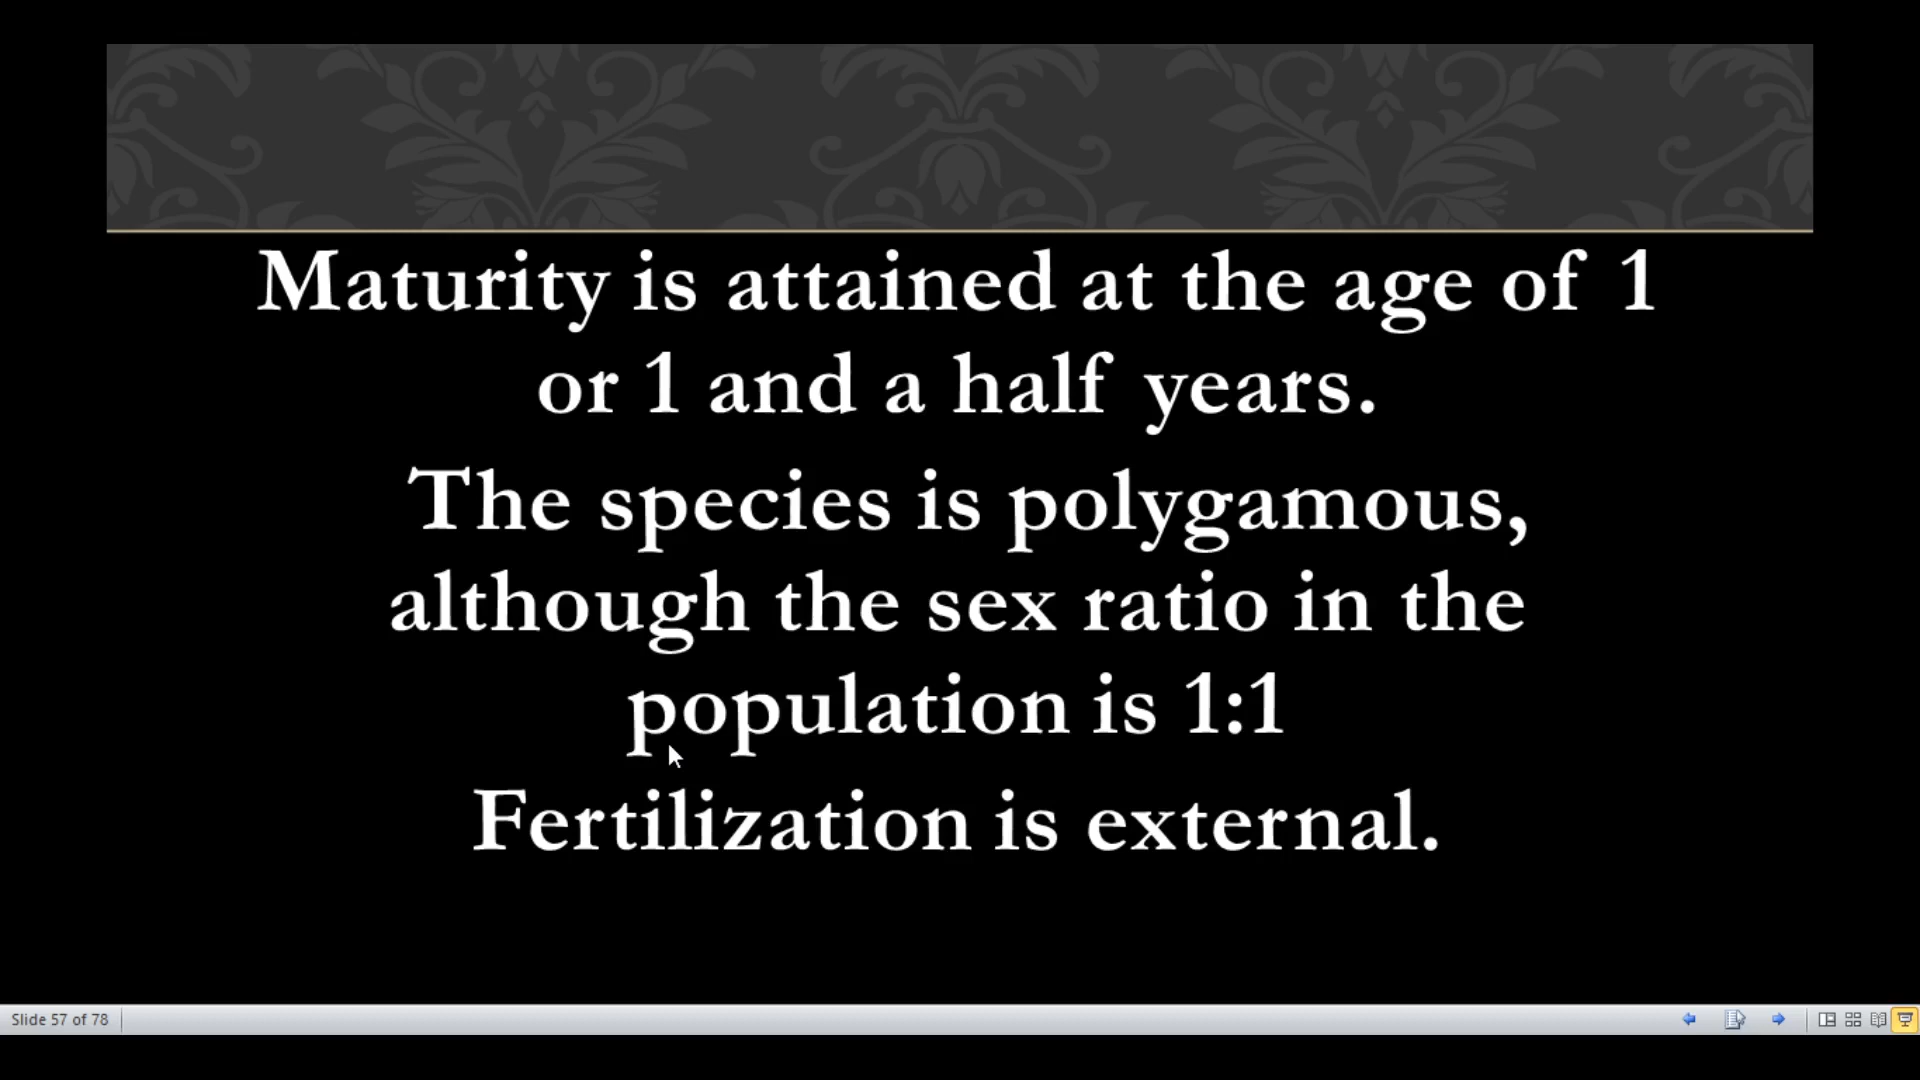 Maturity is attained at the age of 1
or 1 and a half years.
The species is polygamous,
although the sex ratio in the
population is 1:1
Fertilization is external.
Slide 57 of 78